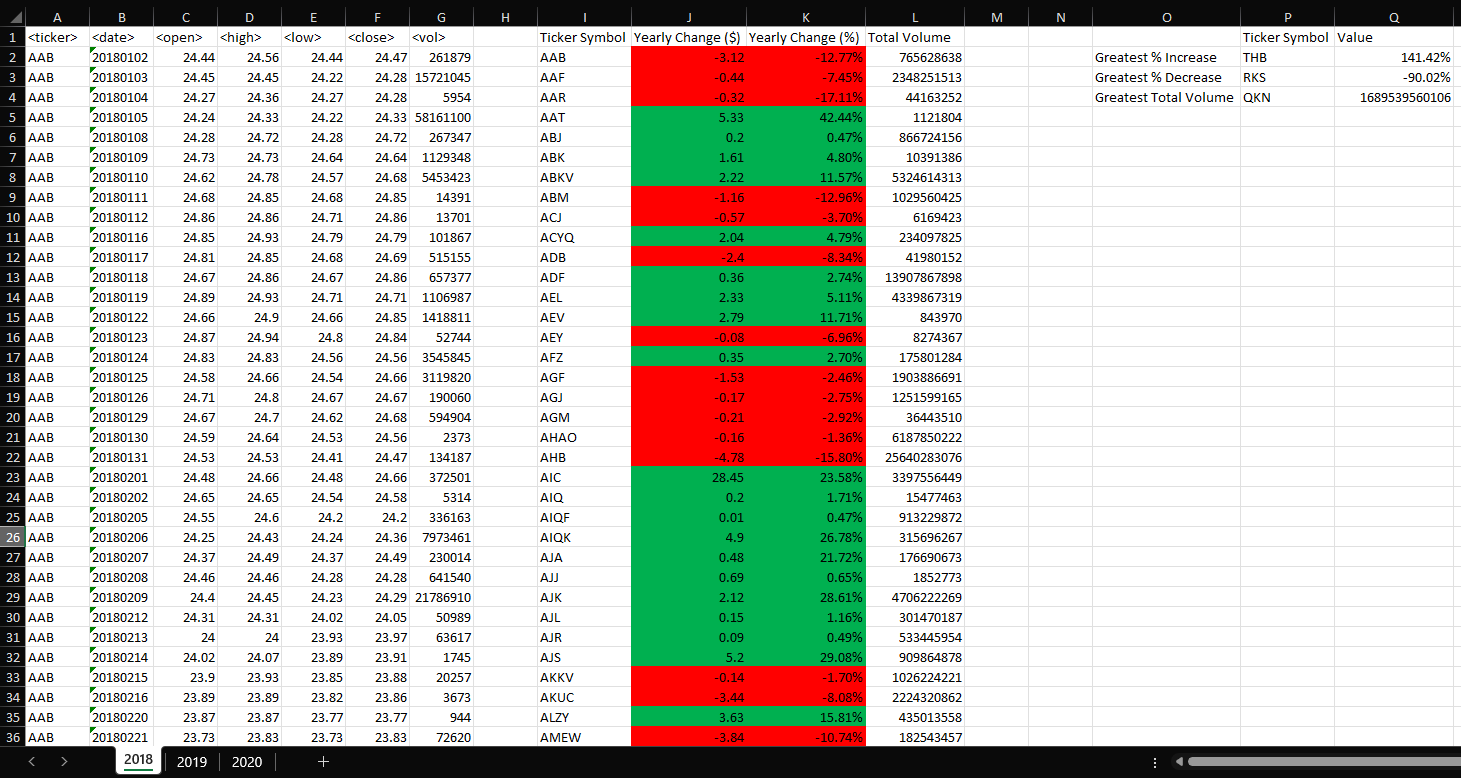 A B C D E F G H I J K L M N O P Q
1 <ticker> <date> <open> <high> <low> <close> <vol> Ticker Symbol Yearly Change ($) Yearly Change (%) Total Volume Ticker Symbol Value
2 AAB 20180102 24.44 24.56 24.44 24.47 261879 AAB -3.12 -12.77% 765628638 Greatest % Increase THB 141.42%
3 AAB 20180103 24.45 24.45 24.22 24.28 15721045 AAF -0.44 -7.45% 2348251513 Greatest % Decrease RKS -90.02%
4 AAB 20180104 24.27 24.36 24.27 24.28 5954 AAR -0.32 -17.11% 44163252 Greatest Total Volume QKN 1689539560106
5 AAB 20180105 24.24 24.33 24.22 24.33 58161100 AAT 5.33 42.44% 1121804
6 AAB 20180108 24.28 24.72 24.28 24.72 267347 ABJ 0.2 0.47% 866724156
7 AAB 20180109 24.73 24.73 24.64 24.64 1129348 ABK 1.61 4.80% 10391386
8 AAB 20180110 24.62 24.78 24.57 24.68 5453423 ABKV 2.22 11.57% 5324614313
9 AAB 20180111 24.68 24.85 24.68 24.85 14391 ABM -1.16 -12.96% 1029560425
10 AAB 20180112 24.86 24.86 24.71 24.86 13701 ACJ -0.57 -3.70% 6169423
11 AAB 20180116 24.85 24.93 24.79 24.79 101867 ACYQ 2.04 4.79% 234097825
12 AAB 20180117 24.81 24.85 24.68 24.69 515155 ADB -2.4 -8.34% 41980152
13 AAB 20180118 24.67 24.86 24.67 24.86 657377 ADF 0.36 2.74% 13907867898
14 AAB 20180119 24.89 24.93 24.71 24.71 1106987 AEL 2.33 5.11% 4339867319
15 AAB 20180122 24.66 24.9 24.66 24.85 1418811 AEV 2.79 11.71% 843970
16 AAB 20180123 24.87 24.94 24.8 24.84 52744 AEY -0.08 -6.96% 8274367
17 AAB 20180124 24.83 24.83 24.56 24.56 3545845 AFZ 0.35 2.70% 175801284
18 AAB 20180125 24.58 24.66 24.54 24.66 3119820 AGF -1.53 -2.46% 1903886691
19 AAB 20180126 24.71 24.8 24.67 24.67 190060 AGJ -0.17 -2.75% 1251599165
20 AAB 20180129 24.67 24.7 24.62 24.68 594904 AGM -0.21 -2.92% 36443510
21 AAB 20180130 24.59 24.64 24.53 24.56 2373 AHAO -0.16 -1.36% 6187850222
22 AAB 20180131 24.53 24.53 24.41 24.47 134187 AHB -4.78 -15.80% 25640283076
23 AAB 20180201 24.48 24.66 24.48 24.66 372501 AIC 28.45 23.58% 3397556449
24 AAB 20180202 24.65 24.65 24.54 24.58 5314 AIQ 0.2 1.71% 15477463
25 AAB 20180205 24.55 24.6 24.2 24.2 336163 AIQF 0.01 0.47% 913229872
26 AAB 20180206 24.25 24.43 24.24 24.36 7973461 AIQK 4.9 26.78% 315696267
27 AAB 20180207 24.37 24.49 24.37 24.49 230014 AJA 0.48 21.72% 176690673
28 AAB 20180208 24.46 24.46 24.28 24.28 641540 AJJ 0.69 0.65% 1852773
29 AAB 20180209 24.4 24.45 24.23 24.29 21786910 AJK 2.12 28.61% 4706222269
30 AAB 20180212 24.31 24.31 24.02 24.05 50989 AJL 0.15 1.16% 301470187
31 AAB 20180213 24 24 23.93 23.97 63617 AJR 0.09 0.49% 533445954
32 AAB 20180214 24.02 24.07 23.89 23.91 1745 AJS 5.2 29.08% 909864878
33 AAB 20180215 23.9 23.93 23.85 23.88 20257 AKKV -0.14 -1.70% 1026224221
34 AAB 20180216 23.89 23.89 23.82 23.86 3673 AKUC -3.44 -8.08% 2224320862
35 AAB 20180220 23.87 23.87 23.77 23.77 944 ALZY 3.63 15.81% 435013558
36 AAB 20180221 23.73 23.83 23.73 23.83 72620 AMEW -3.84 -10.74% 182543457
2018 2019 2020